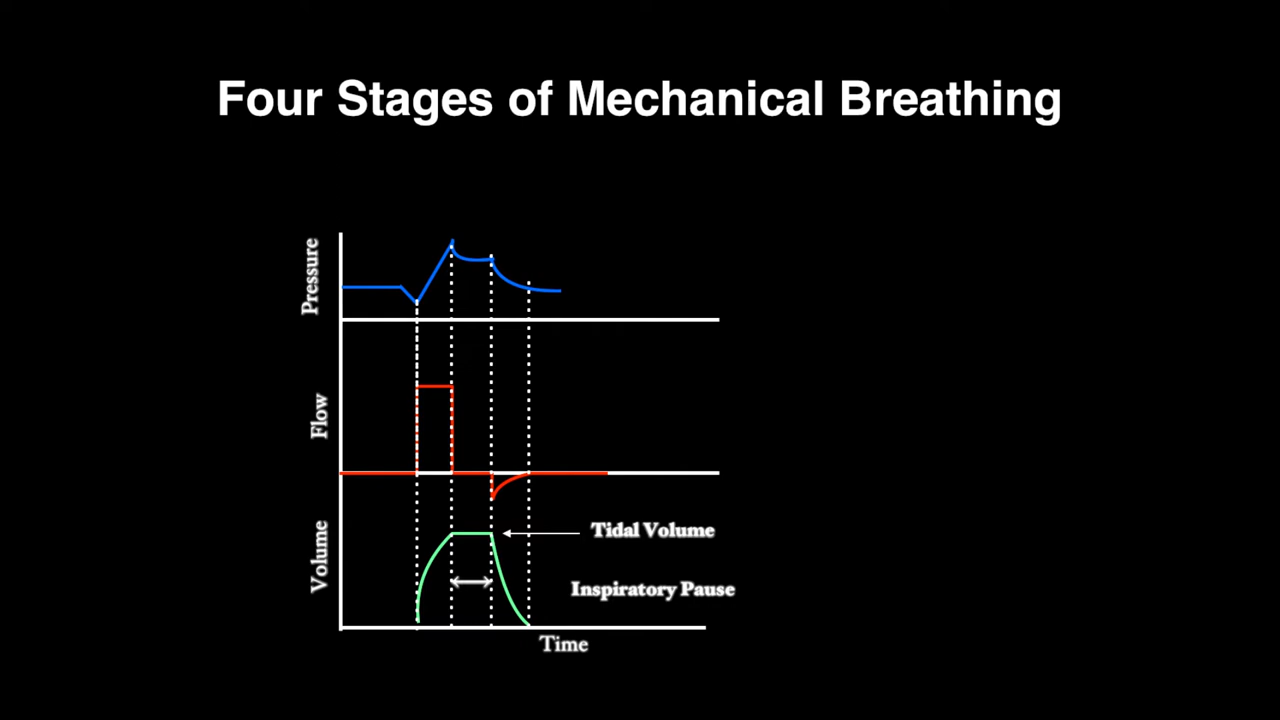 Four Stages of Mechanical Breathing
Pressure
Flow
Volume
Tidal Volume
Inspiratory Pause
Time